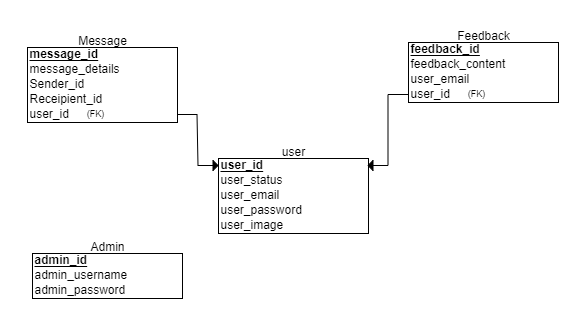 Message
message_id
message_details
Sender_id
Receipient_id
user_id (FK)
Feedback
feedback_id
feedback_content
user_email
user_id (FK)
user
user_id
user_status
user_email
user_password
user_image
Admin
admin_id
admin_username
admin_password